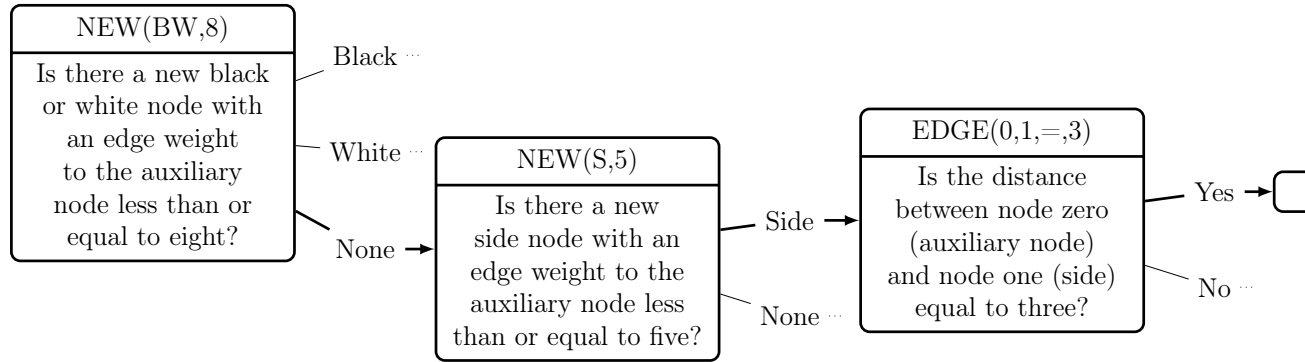 NEW(BW,8)
Is there a new black
or white node with
an edge weight
to the auxiliary
node less than or
equal to eight?
Black ...
White ...
None
NEW(S,5)
Is there a new
side node with an
edge weight to the
auxiliary node less
than or equal to five?
Side
None ...
EDGE(0,1,=,3)
Is the distance
between node zero
(auxiliary node)
and node one (side)
equal to three?
Yes
No ...